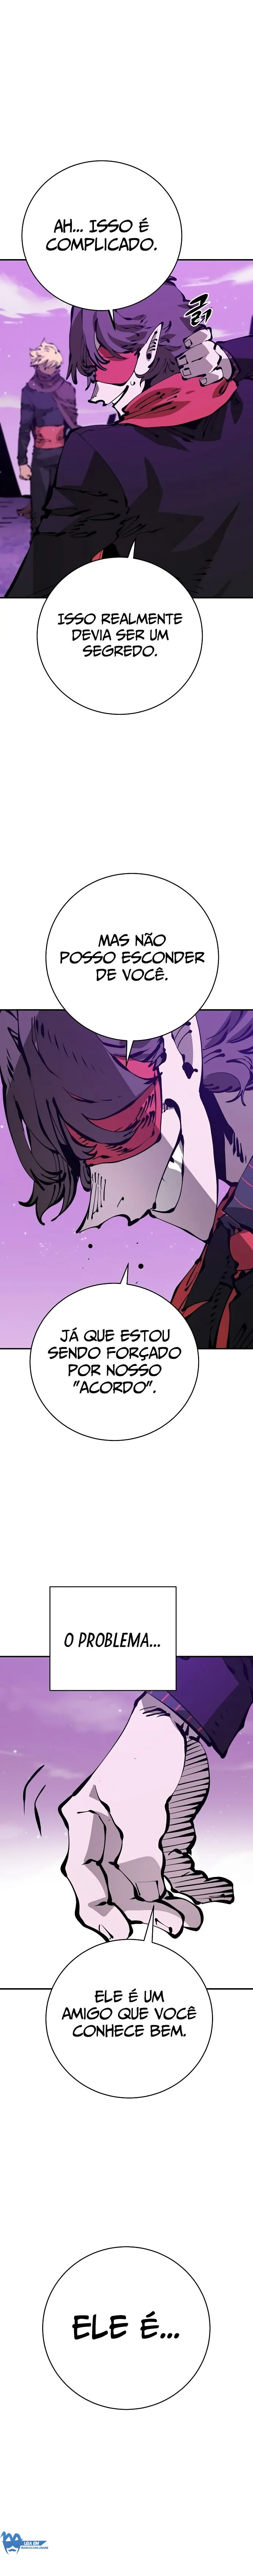 AH... ISSO É
COMPLICADO.
ISSO REALMENTE
DEVIA SER UM
SEGREDO.
MAS NÃO
POSSO ESCONDER
DE VOCÊ.
JÁ QUE ESTOU
SENDO FORÇADO
POR NOSSO
"ACORDO".
O PROBLEMA...
ELE É UM
AMIGO QUE VOCÊ
CONHECE BEM.
ELE É...